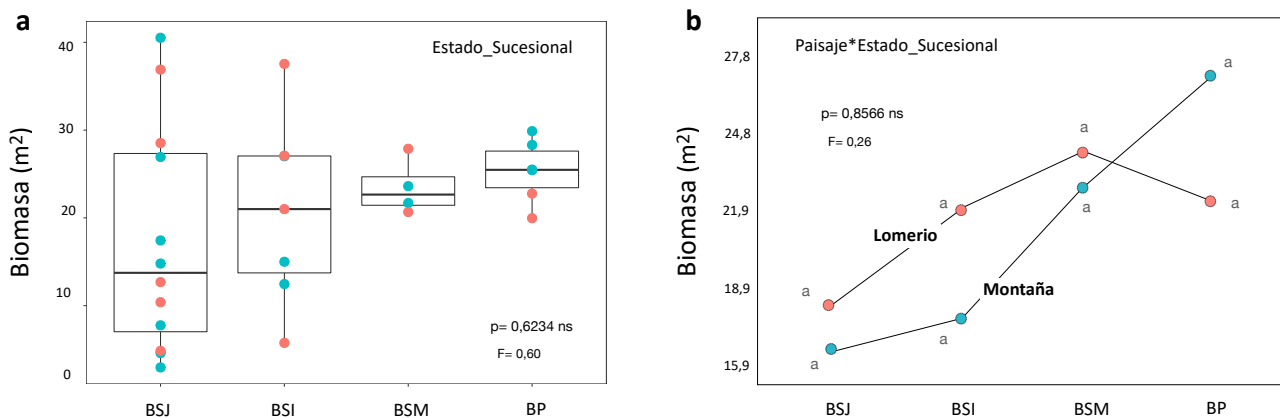 a
Estado_Sucesional
Biomasa (m²)
40
30
20
10
0
p= 0,6234 ns
F= 0,60
BSJ
BSI
BSM
BP
b
Paisaje*Estado_Sucesional
Biomasa (m²)
27,8
24,8
21,9
18,9
15,9
p= 0,8566 ns
F= 0,26
a
a
a
a
Lomerio
a
a
Montaña
a
a
BSJ
BSI
BSM
BP